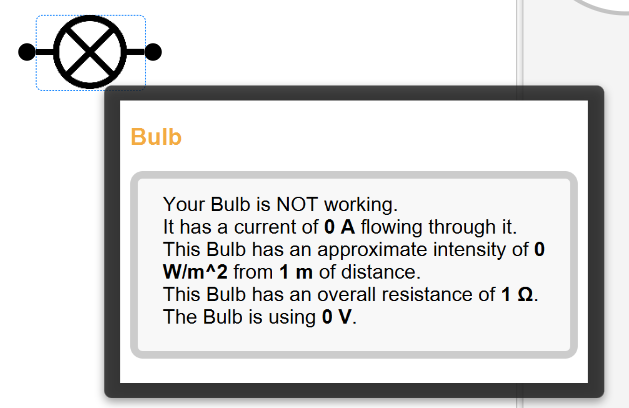 Bulb
Your Bulb is NOT working.
It has a current of 0 A flowing through it.
This Bulb has an approximate intensity of 0
W/m^2 from 1 m of distance.
This Bulb has an overall resistance of 1 Ω.
The Bulb is using 0 V.